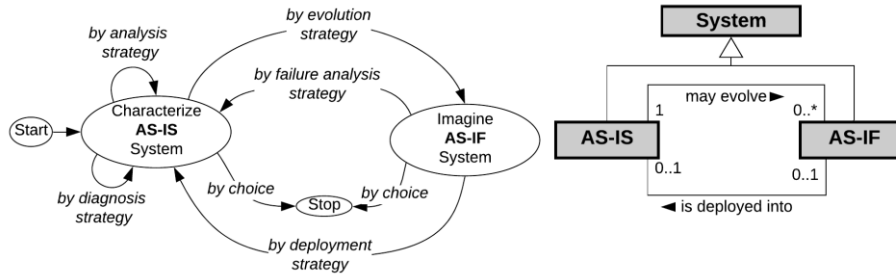 by analysis
strategy
by evolution
strategy
by failure analysis
strategy
Start
Characterize
AS-IS
System
Imagine
AS-IF
System
by diagnosis
strategy
by choice
Stop
by choice
by deployment
strategy
System
may evolve ►
1
0..*
AS-IS
AS-IF
0..1
0..1
◄ is deployed into